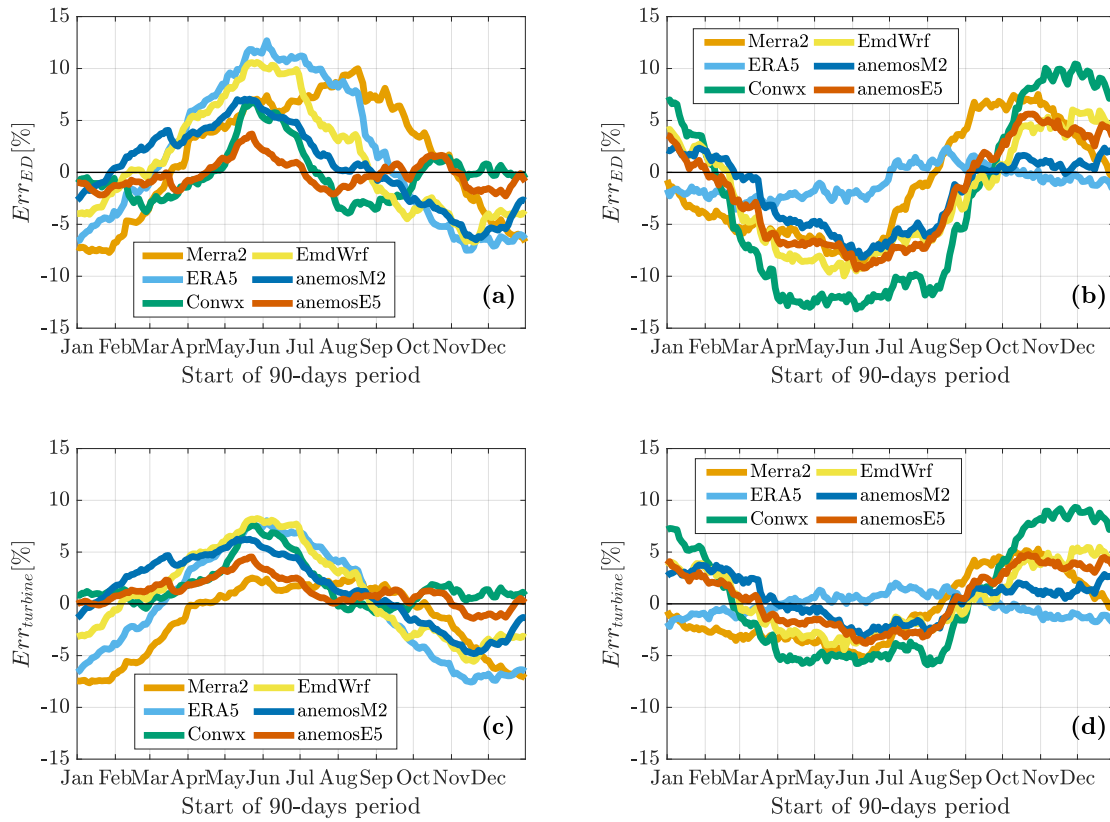 15
10
5
0
-5
-10
-15
Err_ED[%]
Merra2 EmdWrf
ERA5 anemosM2
Conwx anemosE5
(a)
Jan Feb Mar Apr May Jun Jul Aug Sep Oct Nov Dec
Start of 90-days period
15
10
5
0
-5
-10
-15
Err_ED[%]
Merra2 EmdWrf
ERA5 anemosM2
Conwx anemosE5
(b)
Jan Feb Mar Apr May Jun Jul Aug Sep Oct Nov Dec
Start of 90-days period
15
10
5
0
-5
-10
-15
Err_turbine[%]
Merra2 EmdWrf
ERA5 anemosM2
Conwx anemosE5
(c)
Jan Feb Mar Apr May Jun Jul Aug Sep Oct Nov Dec
Start of 90-days period
15
10
5
0
-5
-10
-15
Err_turbine[%]
Merra2 EmdWrf
ERA5 anemosM2
Conwx anemosE5
(d)
Jan Feb Mar Apr May Jun Jul Aug Sep Oct Nov Dec
Start of 90-days period